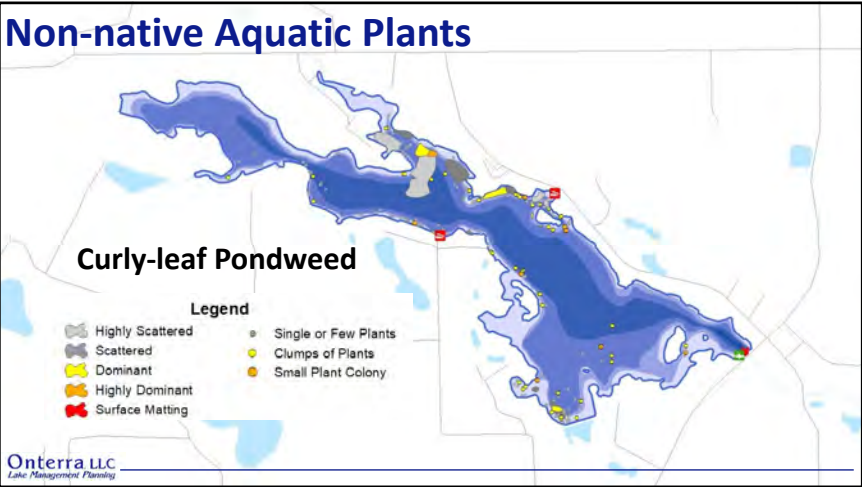 Non-native Aquatic Plants
Curly-leaf Pondweed
Legend
Highly Scattered
Scattered
Dominant
Highly Dominant
Surface Matting
Single or Few Plants
Clumps of Plants
Small Plant Colony
Onterra LLC
Lake Management Planning